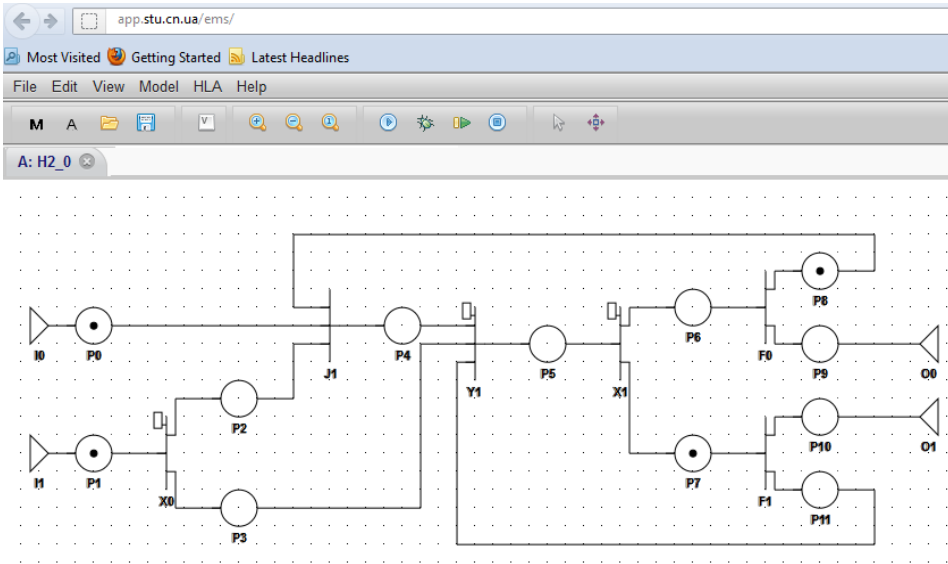 app.stu.cn.ua/ems/
Most Visited Getting Started Latest Headlines
File Edit View Model HLA Help
M A V
A: H2_0
P8
I0 P0 P4 P6 F0
J1 P9 O0
Y1 P5 X1
P2
P10 O1
I1 P1 P7
X0 F1
P3 P11